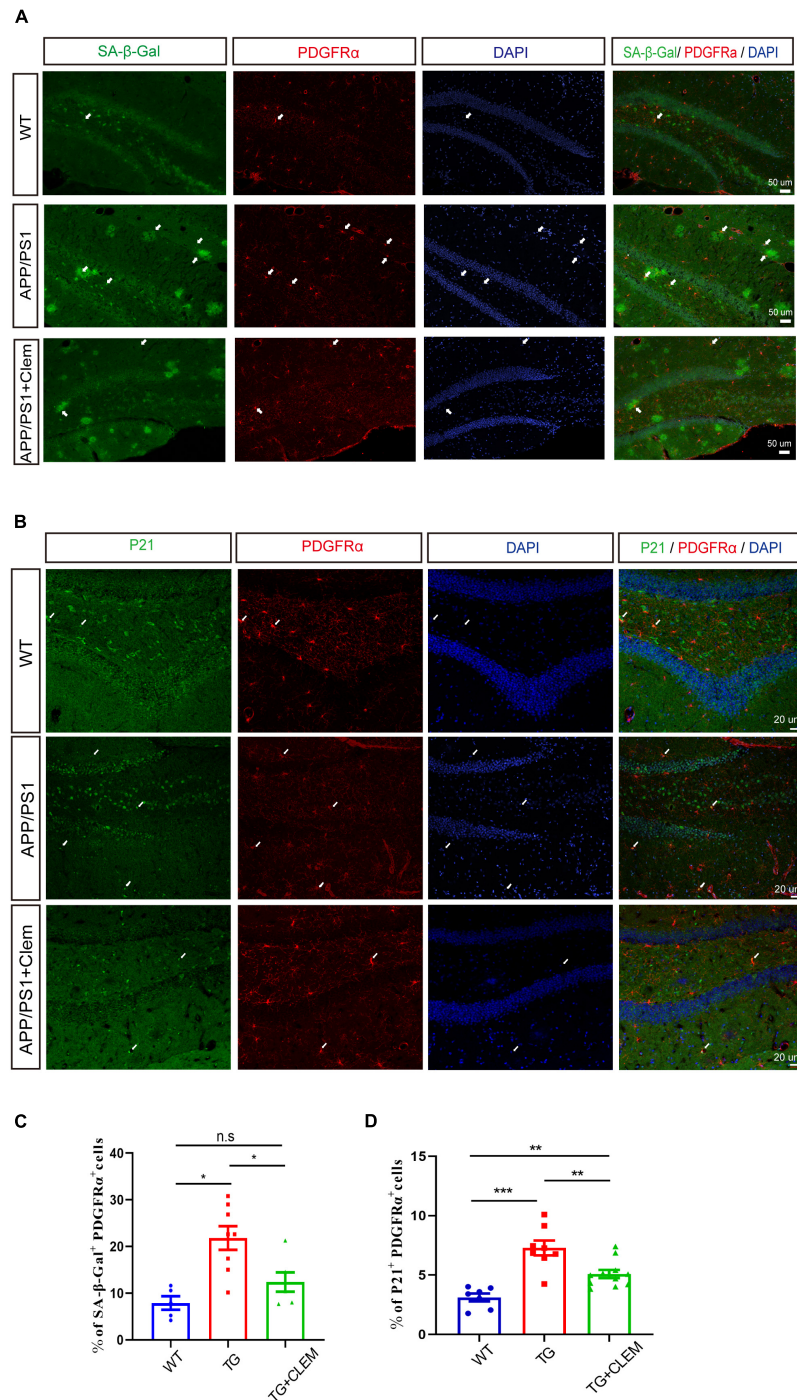 A
SA-β-Gal
PDGFRα
DAPI
SA-β-Gal/ PDGFRa / DAPI
WT
50 um
APP/PS1
50 um
APP/PS1+Clem
50 um
B
P21
PDGFRα
DAPI
P21 / PDGFRα / DAPI
WT
20 um
APP/PS1
20 um
APP/PS1+Clem
20 um
C
n.s
*
*
% of SA-β-Gal⁺ PDGFRα⁺cells
40
30
20
10
0
WT
TG
TG+CLEM
D
**
***
**
% of P21⁺ PDGFRα⁺cells
15
10
5
0
WT
TG
TG+CLEM